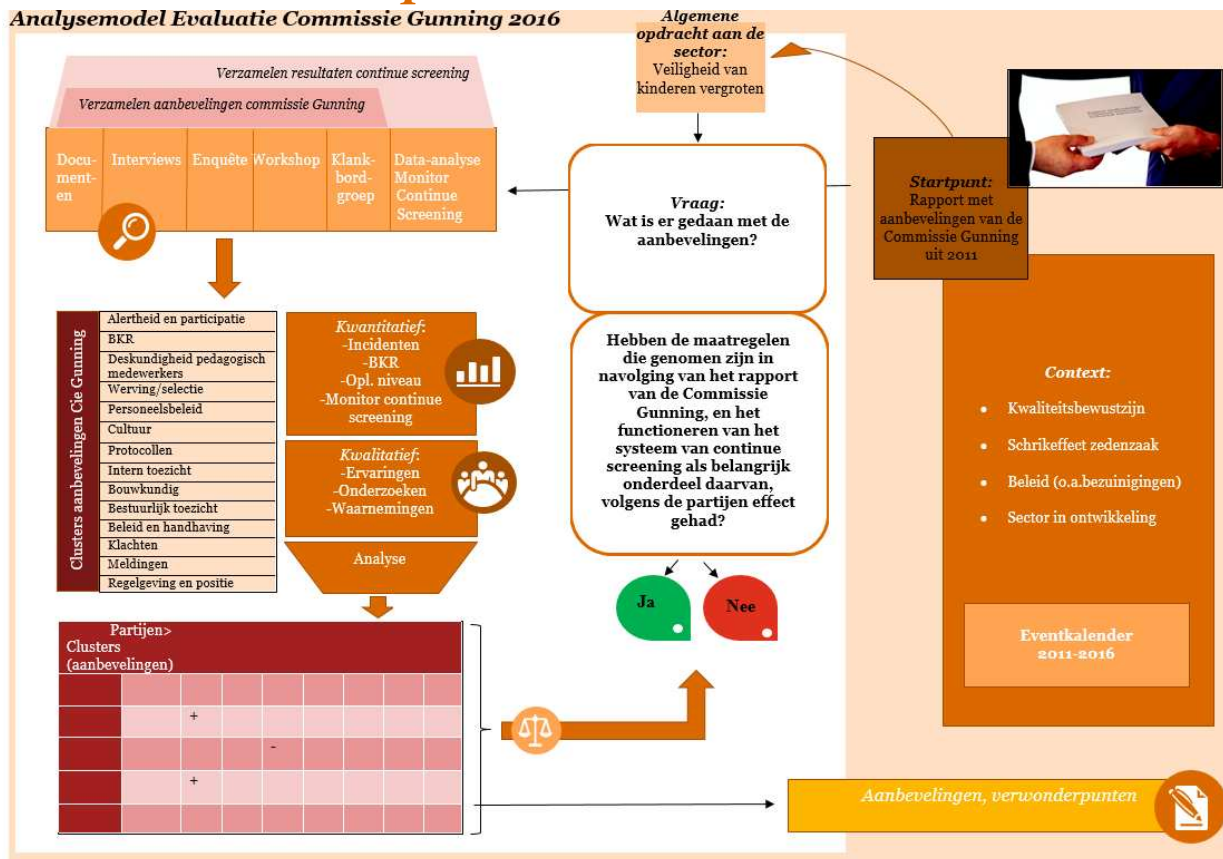 Analysemodel Evaluatie Commissie Gunning 2016
Algemene
opdracht aan de
sector:
Veiligheid van
kinderen vergroten
Verzamelen resultaten continue screening
Verzamelen aanbevelingen commissie Gunning
Docu-
ment-
en
Interviews
Enquête
Workshop
Klank-
bord-
groep
Data-analyse
Monitor
Continue
Screening
Vraag:
Wat is er gedaan met de
aanbevelingen?
Startpunt:
Rapport met
aanbevelingen van de
Commissie Gunning
uit 2011
Clusters aanbevelingen Cie Gunning
Alertheid en participatie
BKR
Deskundigheid pedagogisch
medewerkers
Werving/selectie
Personeelsbeleid
Cultuur
Protocollen
Intern toezicht
Bouwkundig
Bestuurlijk toezicht
Beleid en handhaving
Klachten
Meldingen
Regelgeving en positie
Kwantitatief:
-Incidenten
-BKR
-Opl. niveau
-Monitor continue
screening
Kwalitatief:
-Ervaringen
-Onderzoeken
-Waarnemingen
Analyse
Hebben de maatregelen
die genomen zijn in
navolging van het rapport
van de Commissie
Gunning, en het
functioneren van het
systeem van continue
screening als belangrijk
onderdeel daarvan,
volgens de partijen effect
gehad?
Ja
Nee
Context:
• Kwaliteitsbewustzijn
• Schrikeffect zedenzaak
• Beleid (o.a.bezuinigingen)
• Sector in ontwikkeling
Eventkalender
2011-2016
Partijen>
Clusters
(aanbevelingen)
+
-
+
Aanbevelingen, verwonderpunten